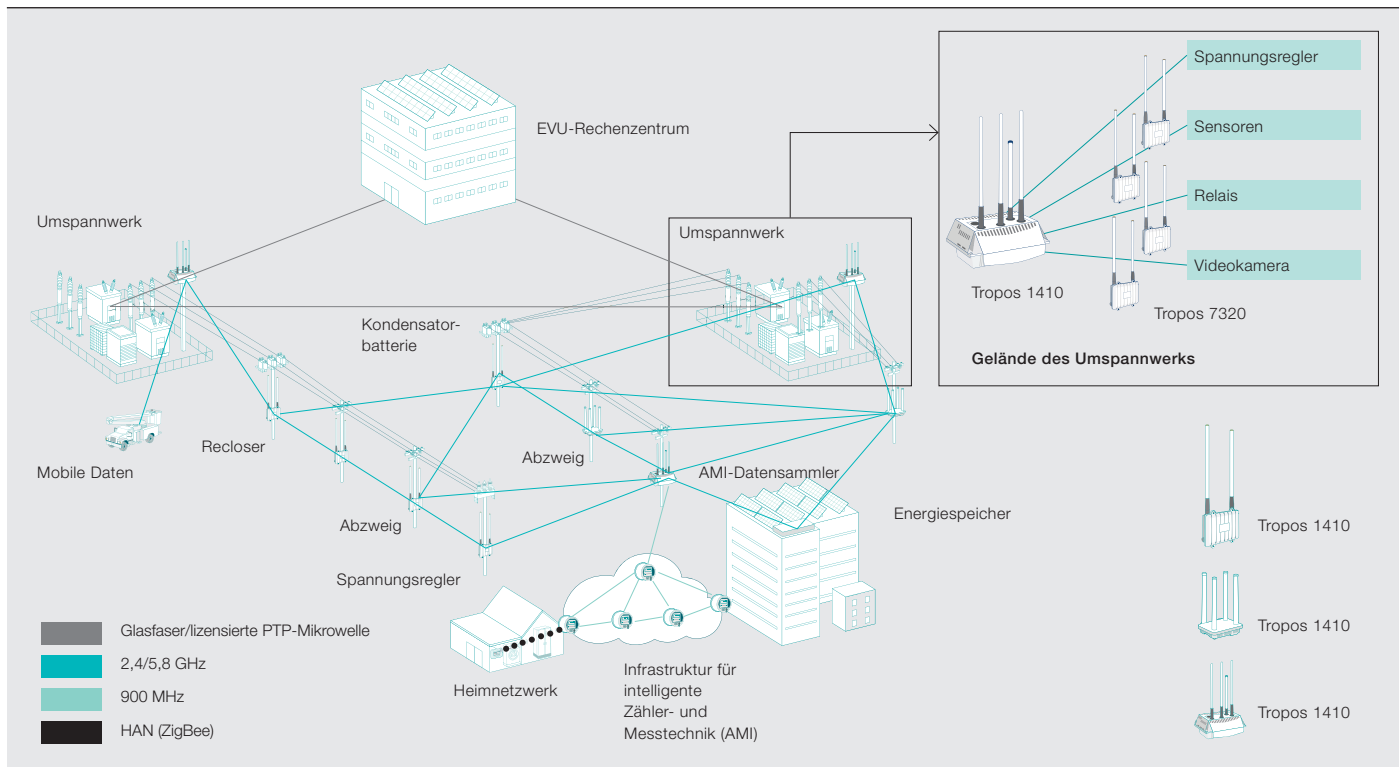 EVU-Rechenzentrum
Umspannwerk
Umspannwerk
Kondensator-
batterie
Recloser
Mobile Daten
Abzweig
Abzweig
AMI-Datensammler
Energiespeicher
Spannungsregler
Heimnetzwerk
Infrastruktur für
intelligente
Zähler- und
Messtechnik (AMI)
Glasfaser/lizensierte PTP-Mikrowelle
2,4/5,8 GHz
900 MHz
HAN (ZigBee)
Spannungsregler
Sensoren
Relais
Videokamera
Tropos 1410
Tropos 7320
Gelände des Umspannwerks
Tropos 1410
Tropos 1410
Tropos 1410